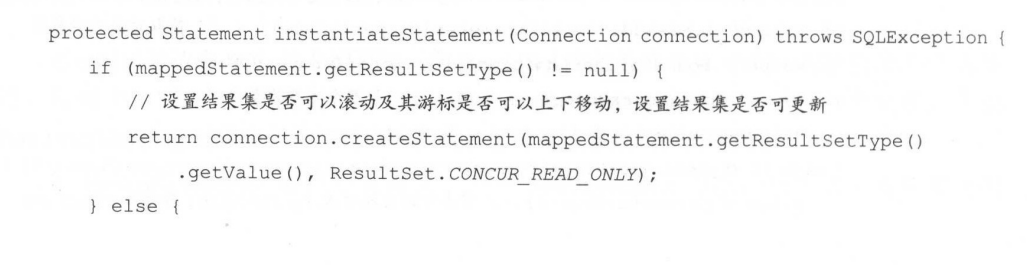 protected Statement instantiateStatement(Connection connection) throws SQLException {
if (mappedStatement.getResultSetType() != null) {
// 设置结果集是否可以滚动及其游标是否可以上下移动，设置结果集是否可更新
return connection.createStatement(mappedStatement.getResultSetType()
.getValue(), ResultSet.CONCUR_READ_ONLY);
} else {